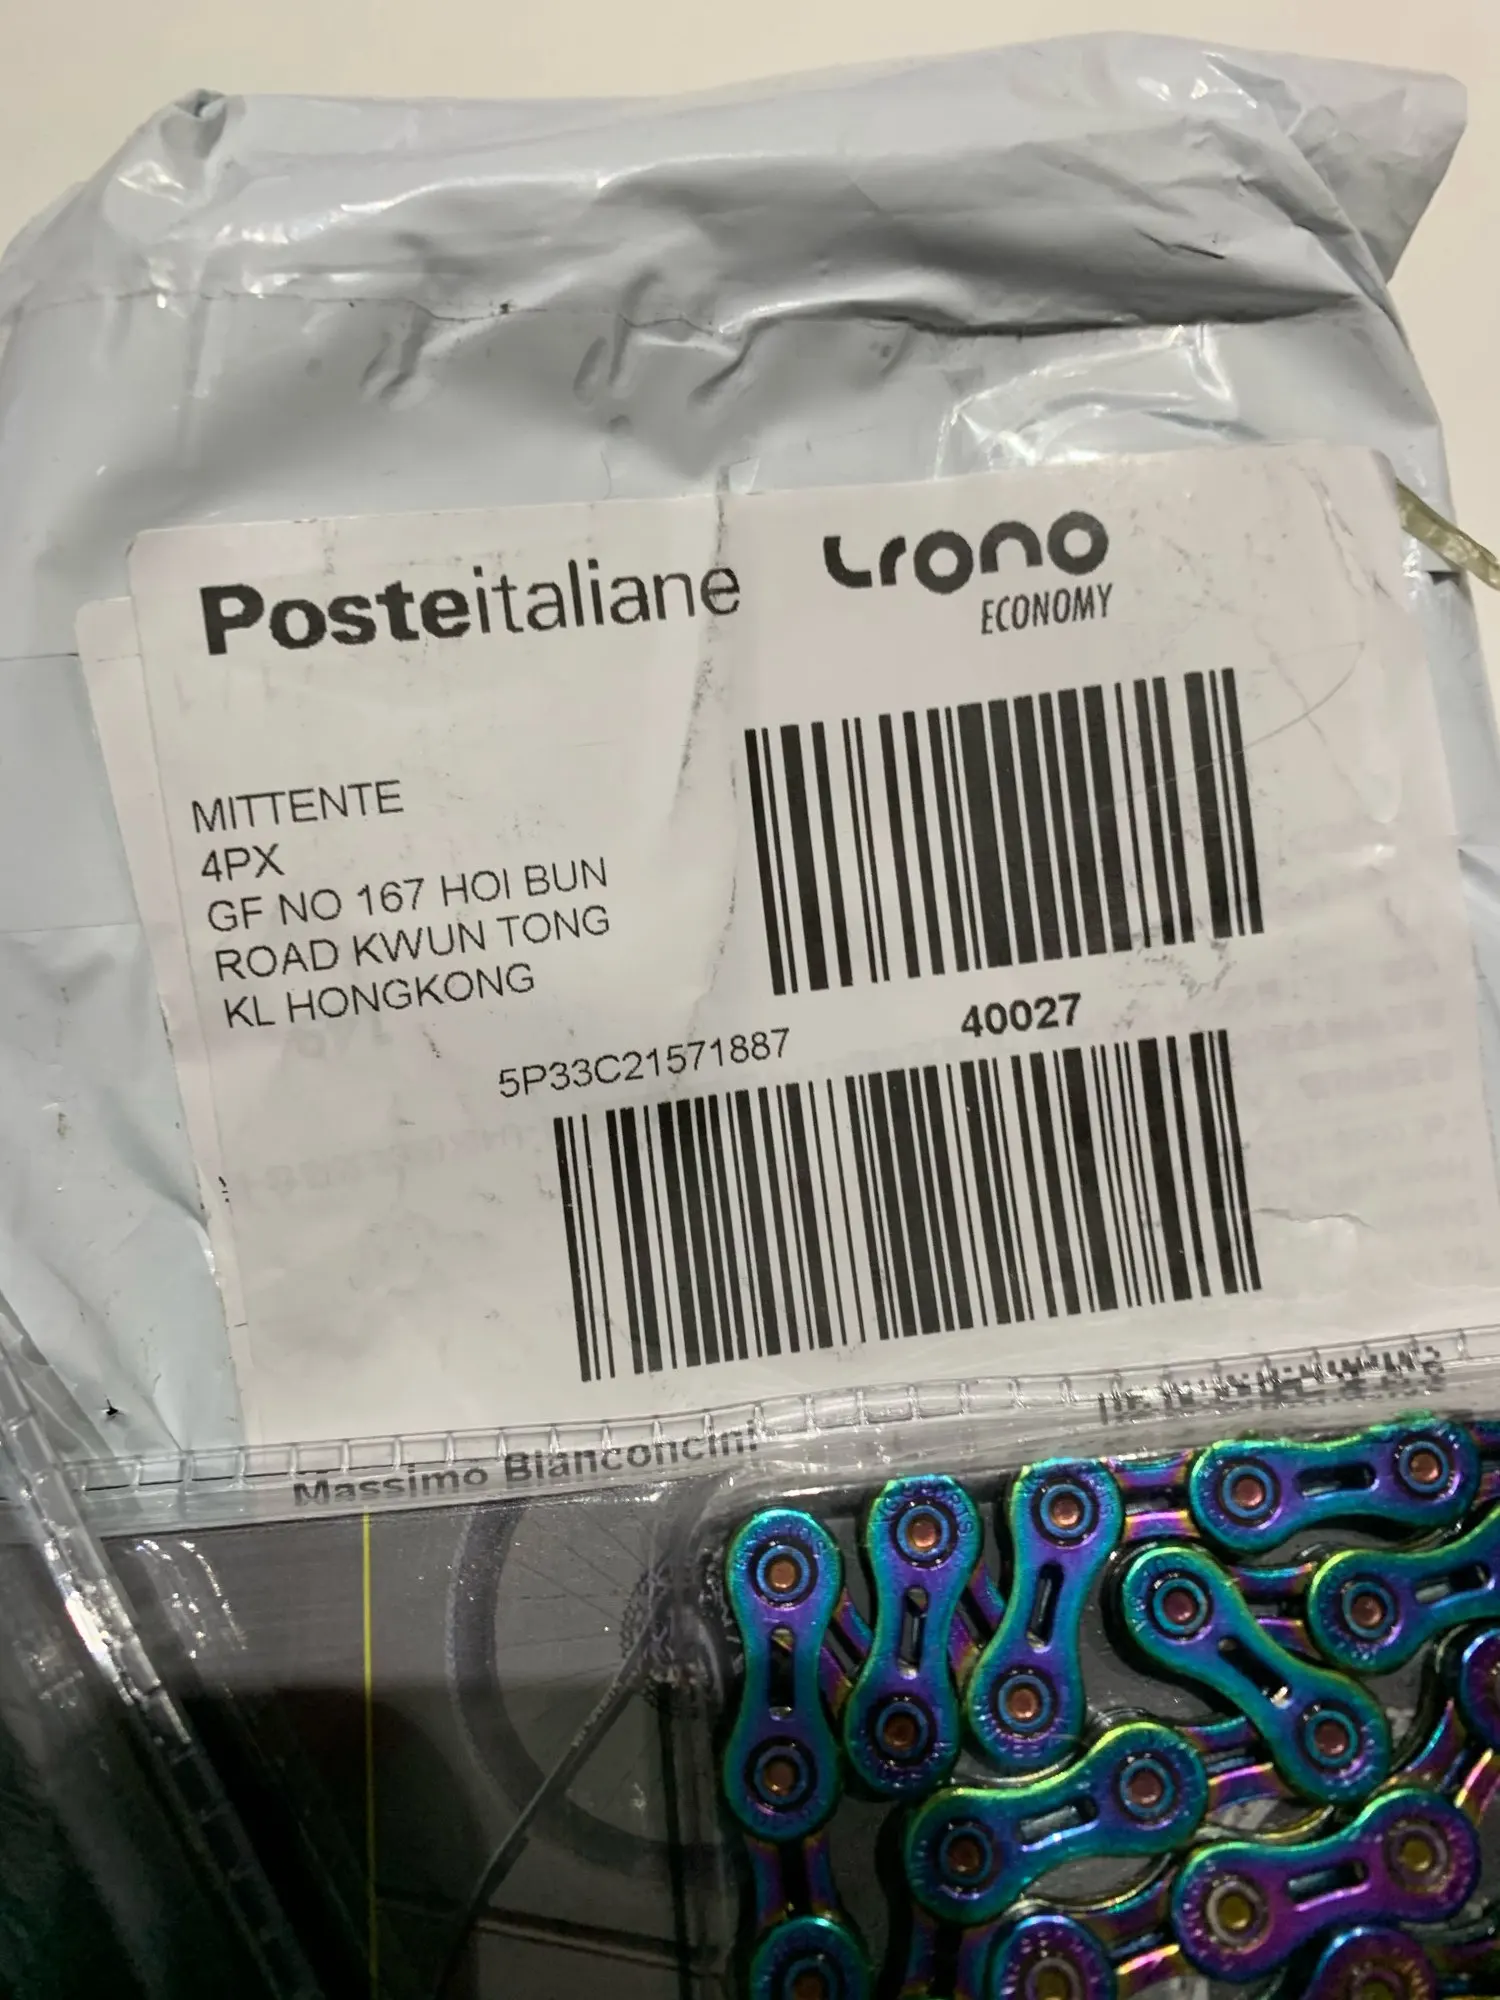 Posteitaliane
crono
ECONOMY
MITTENTE
4PX
GF NO 167 HOI BUN
ROAD KWUN TONG
KL HONGKONG
40027
5P33C21571887
Massimo Bianconcini